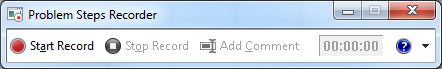 Problem Steps Recorder
Start Record Stop Record Add Comment 00:00:00 ?